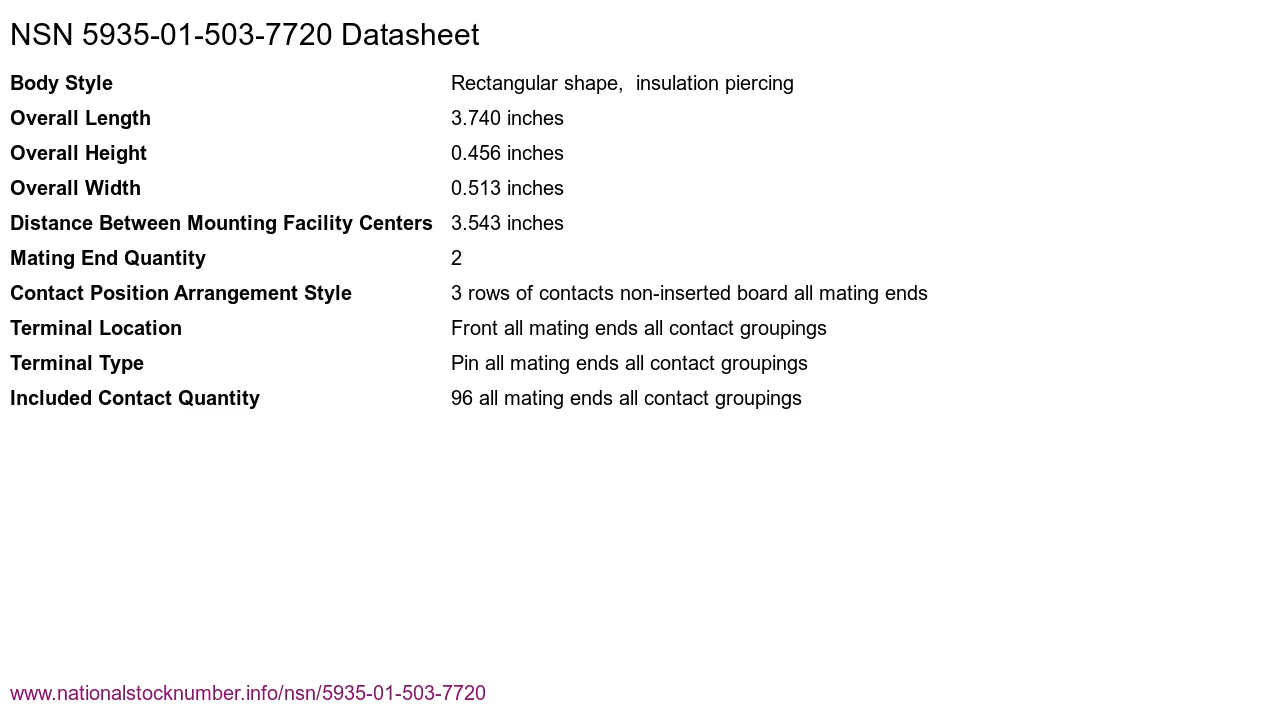 NSN 5935-01-503-7720 Datasheet
Body Style Rectangular shape,  insulation piercing
Overall Length 3.740 inches
Overall Height 0.456 inches
Overall Width 0.513 inches
Distance Between Mounting Facility Centers 3.543 inches
Mating End Quantity 2
Contact Position Arrangement Style 3 rows of contacts non-inserted board all mating ends
Terminal Location Front all mating ends all contact groupings
Terminal Type Pin all mating ends all contact groupings
Included Contact Quantity 96 all mating ends all contact groupings
www.nationalstocknumber.info/nsn/5935-01-503-7720